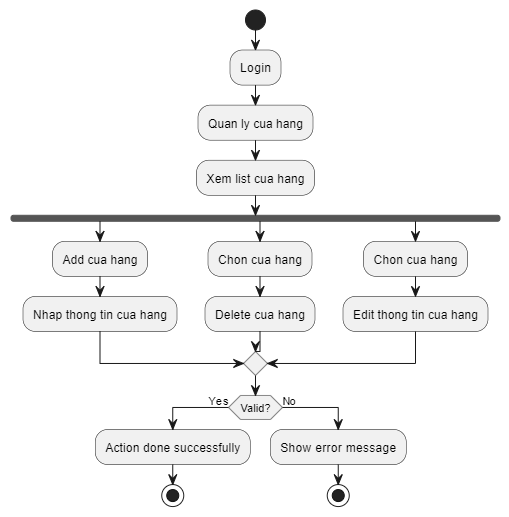 Login
Quan ly cua hang
Xem list cua hang
Add cua hang
Chon cua hang
Chon cua hang
Nhap thong tin cua hang
Delete cua hang
Edit thong tin cua hang
Yes
Valid?
No
Action done successfully
Show error message